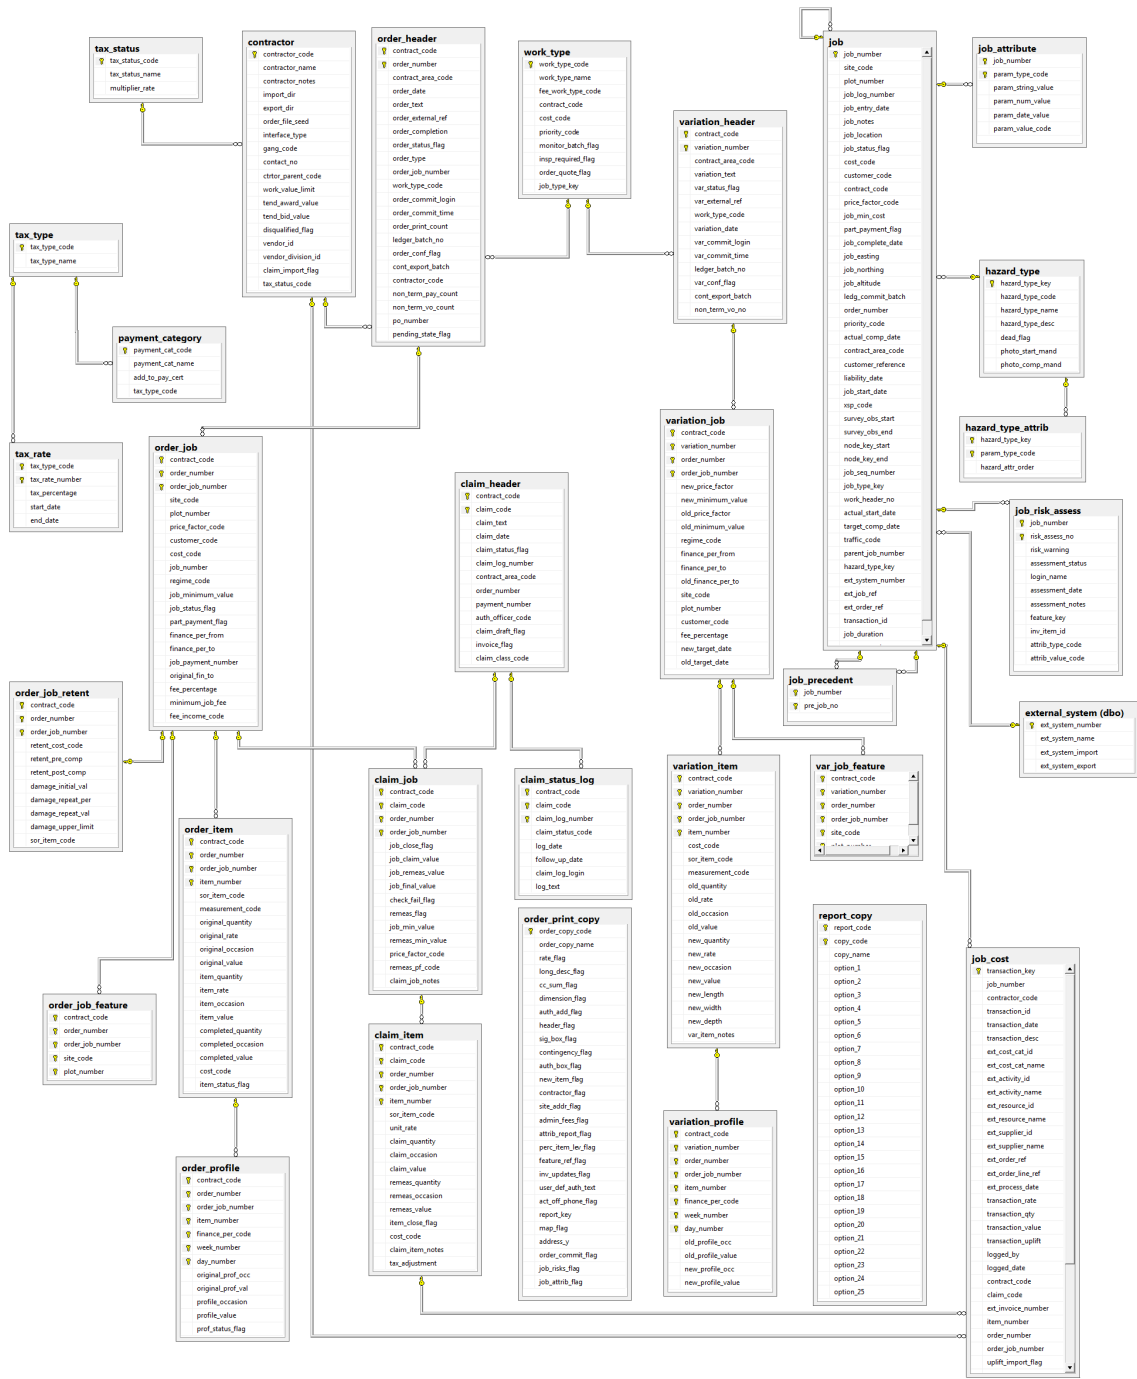 tax_status
tax_status_code
tax_status_name
multiplier_rate
contractor
contractor_code
contractor_name
contractor_notes
import_dir
export_dir
order_file_seed
interface_type
gang_code
contact_no
ctrtor_parent_code
work_value_limit
tend_award_value
tend_bid_value
disqualified_flag
vendor_id
vendor_division_id
claim_import_flag
tax_status_code
order_header
contract_code
order_number
contract_area_code
order_date
order_text
order_external_ref
order_completion
order_status_flag
order_type
order_job_number
work_type_code
order_commit_login
order_commit_time
order_print_count
ledger_batch_no
order_conf_flag
cont_export_batch
contractor_code
non_term_pay_count
non_term_vo_count
po_number
pending_state_flag
work_type
work_type_code
work_type_name
fee_work_type_code
contract_code
cost_code
priority_code
monitor_batch_flag
insp_required_flag
order_quote_flag
job_type_key
variation_header
contract_code
variation_number
contract_area_code
variation_text
var_status_flag
var_external_ref
work_type_code
variation_date
var_commit_login
var_commit_time
ledger_batch_no
var_conf_flag
cont_export_batch
non_term_vo_no
job
job_number
site_code
plot_number
job_log_number
job_entry_date
job_notes
job_location
job_status_flag
cost_code
customer_code
contract_code
price_factor_code
job_min_cost
part_payment_flag
job_complete_date
job_easting
job_northing
job_altitude
ledg_commit_batch
order_number
priority_code
actual_comp_date
contract_area_code
customer_reference
liability_date
job_start_date
xsp_code
survey_obs_start
survey_obs_end
node_key_start
node_key_end
job_seq_number
job_type_key
work_header_no
actual_start_date
target_comp_date
traffic_code
parent_job_number
hazard_type_key
ext_system_number
ext_job_ref
ext_order_ref
transaction_id
job_duration
job_attribute
job_number
param_type_code
param_string_value
param_num_value
param_date_value
param_value_code
tax_type
tax_type_code
tax_type_name
payment_category
payment_cat_code
payment_cat_name
add_to_pay_cert
tax_type_code
hazard_type
hazard_type_key
hazard_type_code
hazard_type_name
hazard_type_desc
dead_flag
photo_start_mand
photo_comp_mand
hazard_type_attrib
hazard_type_key
param_type_code
hazard_attr_order
tax_rate
tax_type_code
tax_rate_number
tax_percentage
start_date
end_date
order_job
contract_code
order_number
order_job_number
site_code
plot_number
price_factor_code
customer_code
cost_code
job_number
regime_code
job_minimum_value
job_status_flag
part_payment_flag
finance_per_from
finance_per_to
job_payment_number
original_fin_to
fee_percentage
minimum_job_fee
fee_income_code
claim_header
contract_code
claim_code
claim_text
claim_date
claim_status_flag
claim_log_number
contract_area_code
order_number
payment_number
auth_officer_code
claim_draft_flag
invoice_flag
claim_class_code
variation_job
contract_code
variation_number
order_number
order_job_number
new_price_factor
new_minimum_value
old_price_factor
old_minimum_value
regime_code
finance_per_from
finance_per_to
old_finance_per_to
site_code
plot_number
customer_code
fee_percentage
new_target_date
old_target_date
job_risk_assess
job_number
risk_assess_no
risk_warning
assessment_status
login_name
assessment_date
assessment_notes
feature_key
inv_item_id
attrib_type_code
attrib_value_code
job_precedent
job_number
pre_job_no
external_system (dbo)
ext_system_number
ext_system_name
ext_system_import
ext_system_export
order_job_retent
contract_code
order_number
order_job_number
retent_cost_code
retent_pre_comp
retent_post_comp
damage_initial_val
damage_repeat_per
damage_repeat_val
damage_upper_limit
sor_item_code
order_item
contract_code
order_number
order_job_number
item_number
sor_item_code
measurement_code
original_quantity
original_rate
original_occasion
original_value
item_quantity
item_rate
item_occasion
item_value
completed_quantity
completed_occasion
completed_value
cost_code
item_status_flag
claim_job
contract_code
claim_code
order_number
order_job_number
job_close_flag
job_claim_value
job_remeas_value
job_final_value
check_fail_flag
remeas_flag
job_min_value
remeas_min_value
price_factor_code
remeas_pf_code
claim_job_notes
claim_status_log
contract_code
claim_code
claim_log_number
claim_status_code
log_date
follow_up_date
claim_log_login
log_text
variation_item
contract_code
variation_number
order_number
order_job_number
item_number
cost_code
sor_item_code
measurement_code
old_quantity
old_rate
old_occasion
old_value
new_quantity
new_rate
new_occasion
new_value
new_length
new_width
new_depth
var_item_notes
var_job_feature
contract_code
variation_number
order_number
order_job_number
site_code
order_print_copy
order_copy_code
order_copy_name
rate_flag
long_desc_flag
cc_sum_flag
dimension_flag
auth_add_flag
header_flag
sig_box_flag
contingency_flag
auth_box_flag
new_item_flag
contractor_flag
site_addr_flag
admin_fees_flag
attrib_report_flag
perc_item_lev_flag
feature_ref_flag
inv_updates_flag
user_def_auth_text
act_off_phone_flag
report_key
map_flag
address_y
order_commit_flag
job_risks_flag
job_attrib_flag
report_copy
report_code
copy_code
copy_name
option_1
option_2
option_3
option_4
option_5
option_6
option_7
option_8
option_9
option_10
option_11
option_12
option_13
option_14
option_15
option_16
option_17
option_18
option_19
option_20
option_21
option_22
option_23
option_24
option_25
job_cost
transaction_key
job_number
contractor_code
transaction_id
transaction_date
transaction_desc
ext_cost_cat_id
ext_cost_cat_name
ext_activity_id
ext_activity_name
ext_resource_id
ext_resource_name
ext_supplier_id
ext_supplier_name
ext_order_ref
ext_order_line_ref
ext_process_date
transaction_rate
transaction_qty
transaction_value
transaction_uplift
logged_by
logged_date
contract_code
claim_code
ext_invoice_number
item_number
order_number
order_job_number
uplift_import_flag
order_job_feature
contract_code
order_number
order_job_number
site_code
plot_number
claim_item
contract_code
claim_code
order_number
order_job_number
item_number
sor_item_code
unit_rate
claim_quantity
claim_occasion
claim_value
remeas_quantity
remeas_occasion
remeas_value
item_close_flag
cost_code
claim_item_notes
tax_adjustment
variation_profile
contract_code
variation_number
order_number
order_job_number
item_number
finance_per_code
week_number
day_number
old_profile_occ
old_profile_value
new_profile_occ
new_profile_value
order_profile
contract_code
order_number
order_job_number
item_number
finance_per_code
week_number
day_number
original_prof_occ
original_prof_val
profile_occasion
profile_value
prof_status_flag